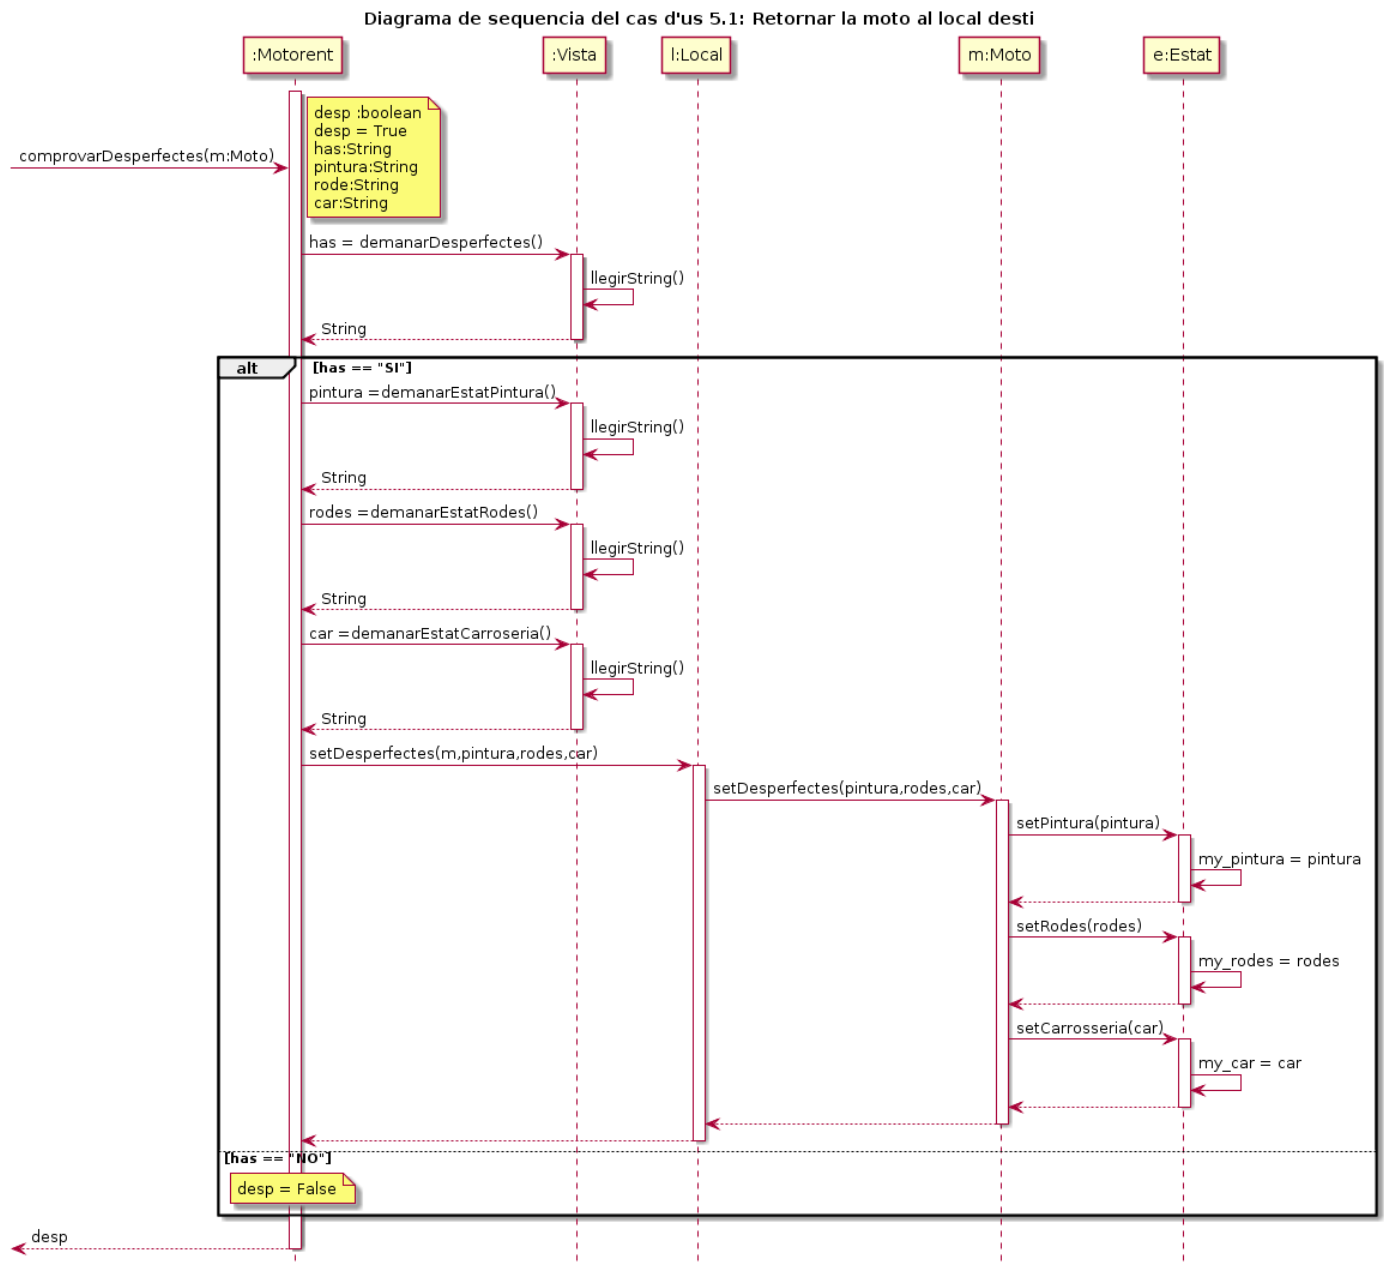 Diagrama de sequencia del cas d'us 5.1: Retornar la moto al local desti
:Motorent
:Vista
l:Local
m:Moto
e:Estat
desp :boolean
desp = True
has:String
pintura:String
rode:String
car:String
comprovarDesperfectes(m:Moto)
has = demanarDesperfectes()
llegirString()
String
alt
[has == "SI"]
pintura =demanarEstatPintura()
llegirString()
String
rodes =demanarEstatRodes()
llegirString()
String
car =demanarEstatCarroseria()
llegirString()
String
setDesperfectes(m,pintura,rodes,car)
setDesperfectes(pintura,rodes,car)
setPintura(pintura)
my_pintura = pintura
setRodes(rodes)
my_rodes = rodes
setCarrosseria(car)
my_car = car
[has == "NO"]
desp = False
desp